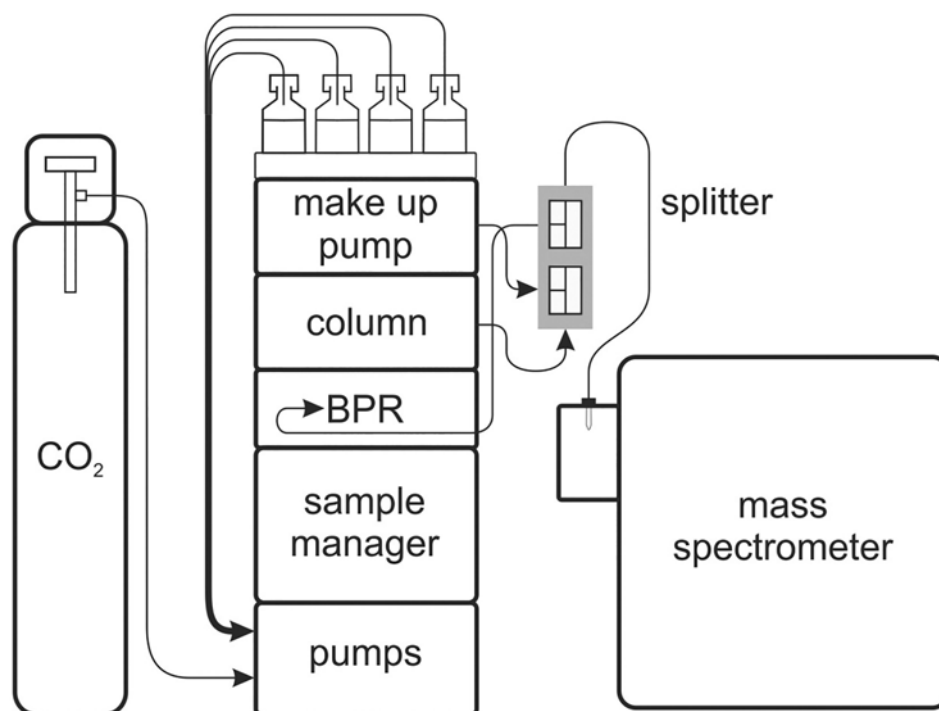 make up
pump
splitter
column
BPR
CO₂
sample
manager
mass
spectrometer
pumps